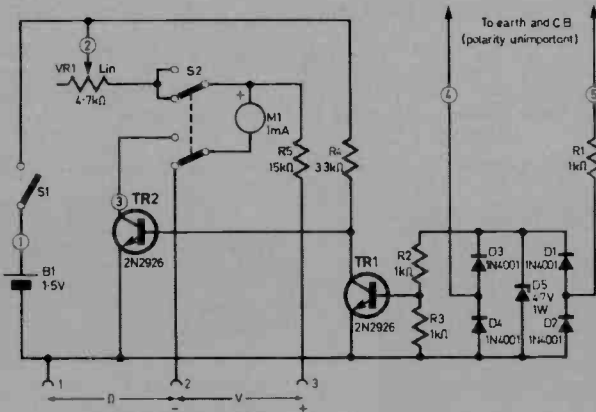 To earth and C B
(polarity unimportant)
2
VR1
Lin
4·7kΩ
S2
+
M1
1mA
4
5
R1
1kΩ
R5
15kΩ
R4
3·3kΩ
S1
3
TR2
2N2926
1
B1
1·5V
TR1
2N2926
R2
1kΩ
R3
1kΩ
D3
1N4001
D1
1N4001
D5
4·7V
1W
D4
1N4001
D2
1N4001
1
2
3
Ω
−
V
+